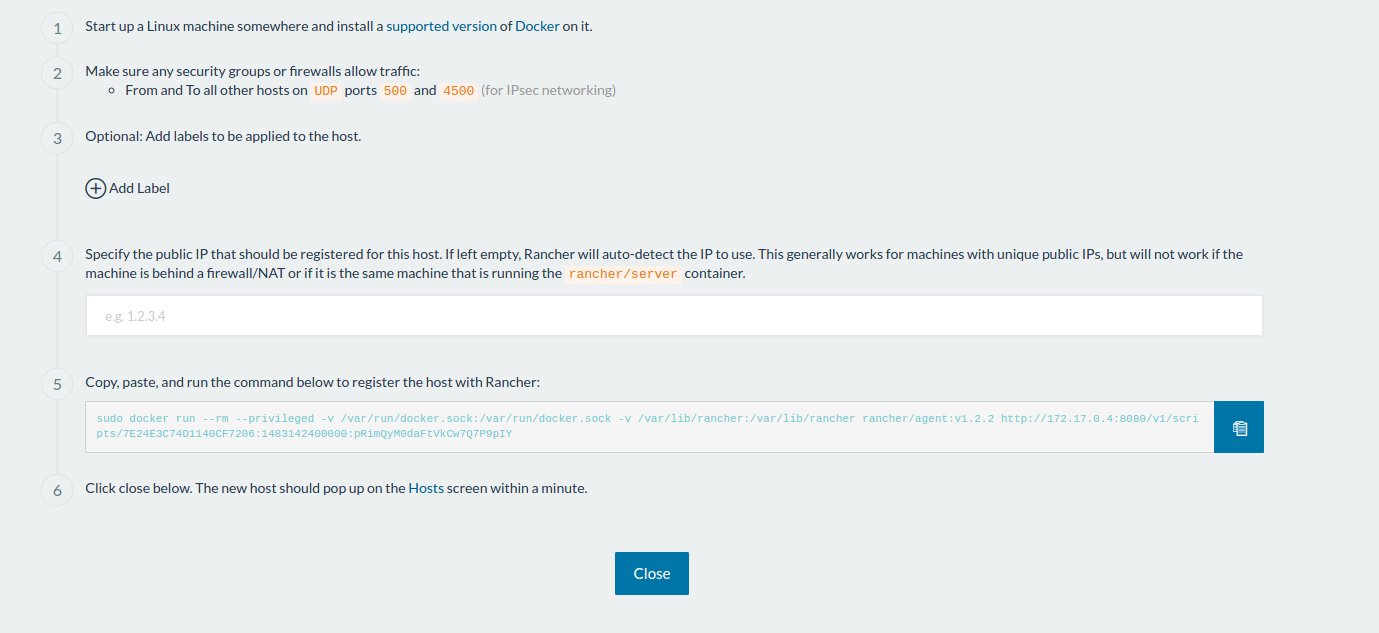 1 Start up a Linux machine somewhere and install a supported version of Docker on it.
2 Make sure any security groups or firewalls allow traffic:
From and To all other hosts on UDP ports 500 and 4500 (for IPsec networking)
3 Optional: Add labels to be applied to the host.
Add Label
4 Specify the public IP that should be registered for this host. If left empty, Rancher will auto-detect the IP to use. This generally works for machines with unique public IPs, but will not work if the
machine is behind a firewall/NAT or if it is the same machine that is running the rancher/server container.
e.g. 1.2.3.4
5 Copy, paste, and run the command below to register the host with Rancher:
sudo docker run --rm --privileged -v /var/run/docker.sock:/var/run/docker.sock -v /var/lib/rancher:/var/lib/rancher rancher/agent:v1.2.2 http://172.17.0.4:8080/v1/scri
pts/7E24E3C74D1140CF7206:1483142400000:pRimQyM0daFtVkCw7Q7P9pIY
6 Click close below. The new host should pop up on the Hosts screen within a minute.
Close